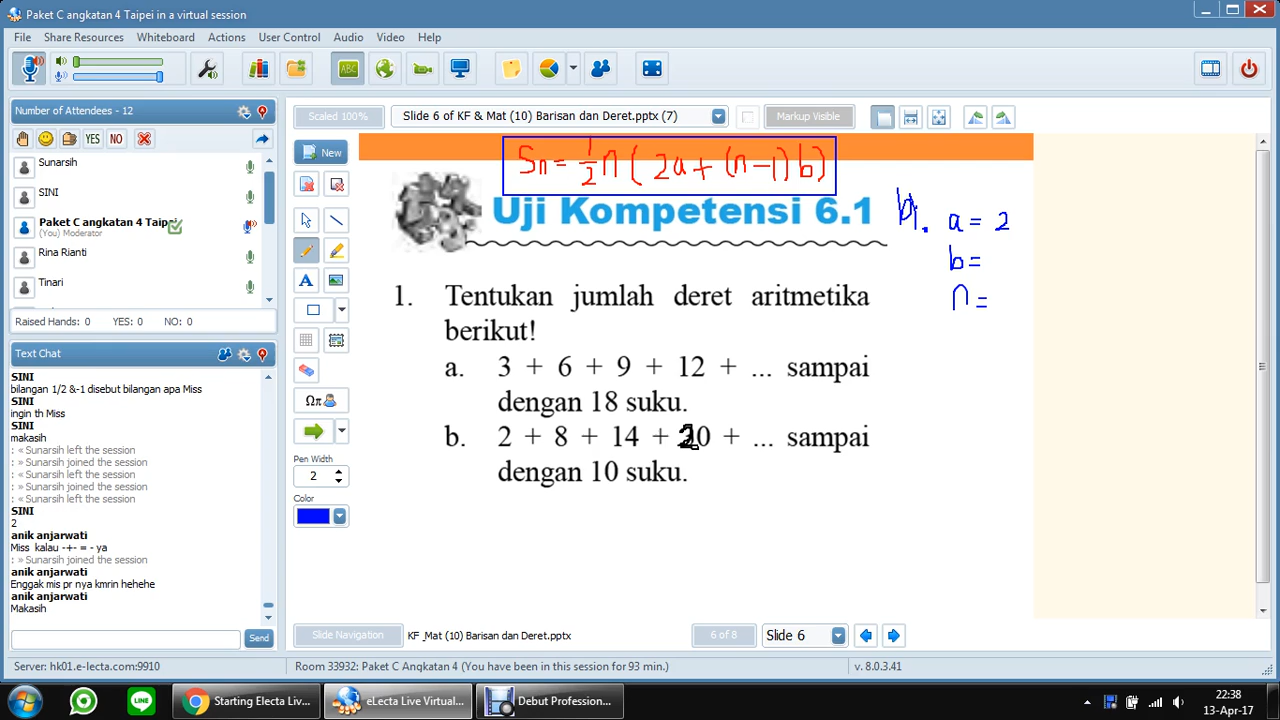 Paket C angkatan 4 Taipei in a virtual session
File Share Resources Whiteboard Actions User Control Audio Video Help
ABC
Number of Attendees - 12
YES NO
Sunarsih
SINI
Paket C angkatan 4 Taipei
(You) Moderator
Rina Rianti
Tinari
Raised Hands: 0 YES: 0 NO: 0
Text Chat
SINI
bilangan 1/2 &-1 disebut bilangan apa Miss
SINI
ingin th Miss
SINI
makasih
: » Sunarsih left the session
: » Sunarsih joined the session
: « Sunarsih left the session
: » Sunarsih joined the session
: « Sunarsih left the session
SINI
2
anik anjarwati
Miss kalau -+- = - ya
: » Sunarsih joined the session
anik anjarwati
Enggak mis pr nya kmrin hehehe
anik anjarwati
Makasih
Send
Scaled 100% Slide 6 of KF & Mat (10) Barisan dan Deret.pptx (7) Markup Visible
New
A
Ωπ
Pen Width
2
Color
Sn = 1/2 n ( 2a + (n-1) b)
Uji Kompetensi 6.1
1. Tentukan jumlah deret aritmetika
berikut!
a. 3 + 6 + 9 + 12 + ... sampai
dengan 18 suku.
b. 2 + 8 + 14 + 20 + ... sampai
dengan 10 suku.
b. a = 2
b =
n =
Slide Navigation KF_Mat (10) Barisan dan Deret.pptx 6 of 8 Slide 6
Server: hk01.e-lecta.com:9910 Room 33932: Paket C Angkatan 4 (You have been in this session for 93 min.) v. 8.0.3.41
LINE Starting Electa Liv... eLecta Live Virtual... Debut Profession... 22:38
13-Apr-17